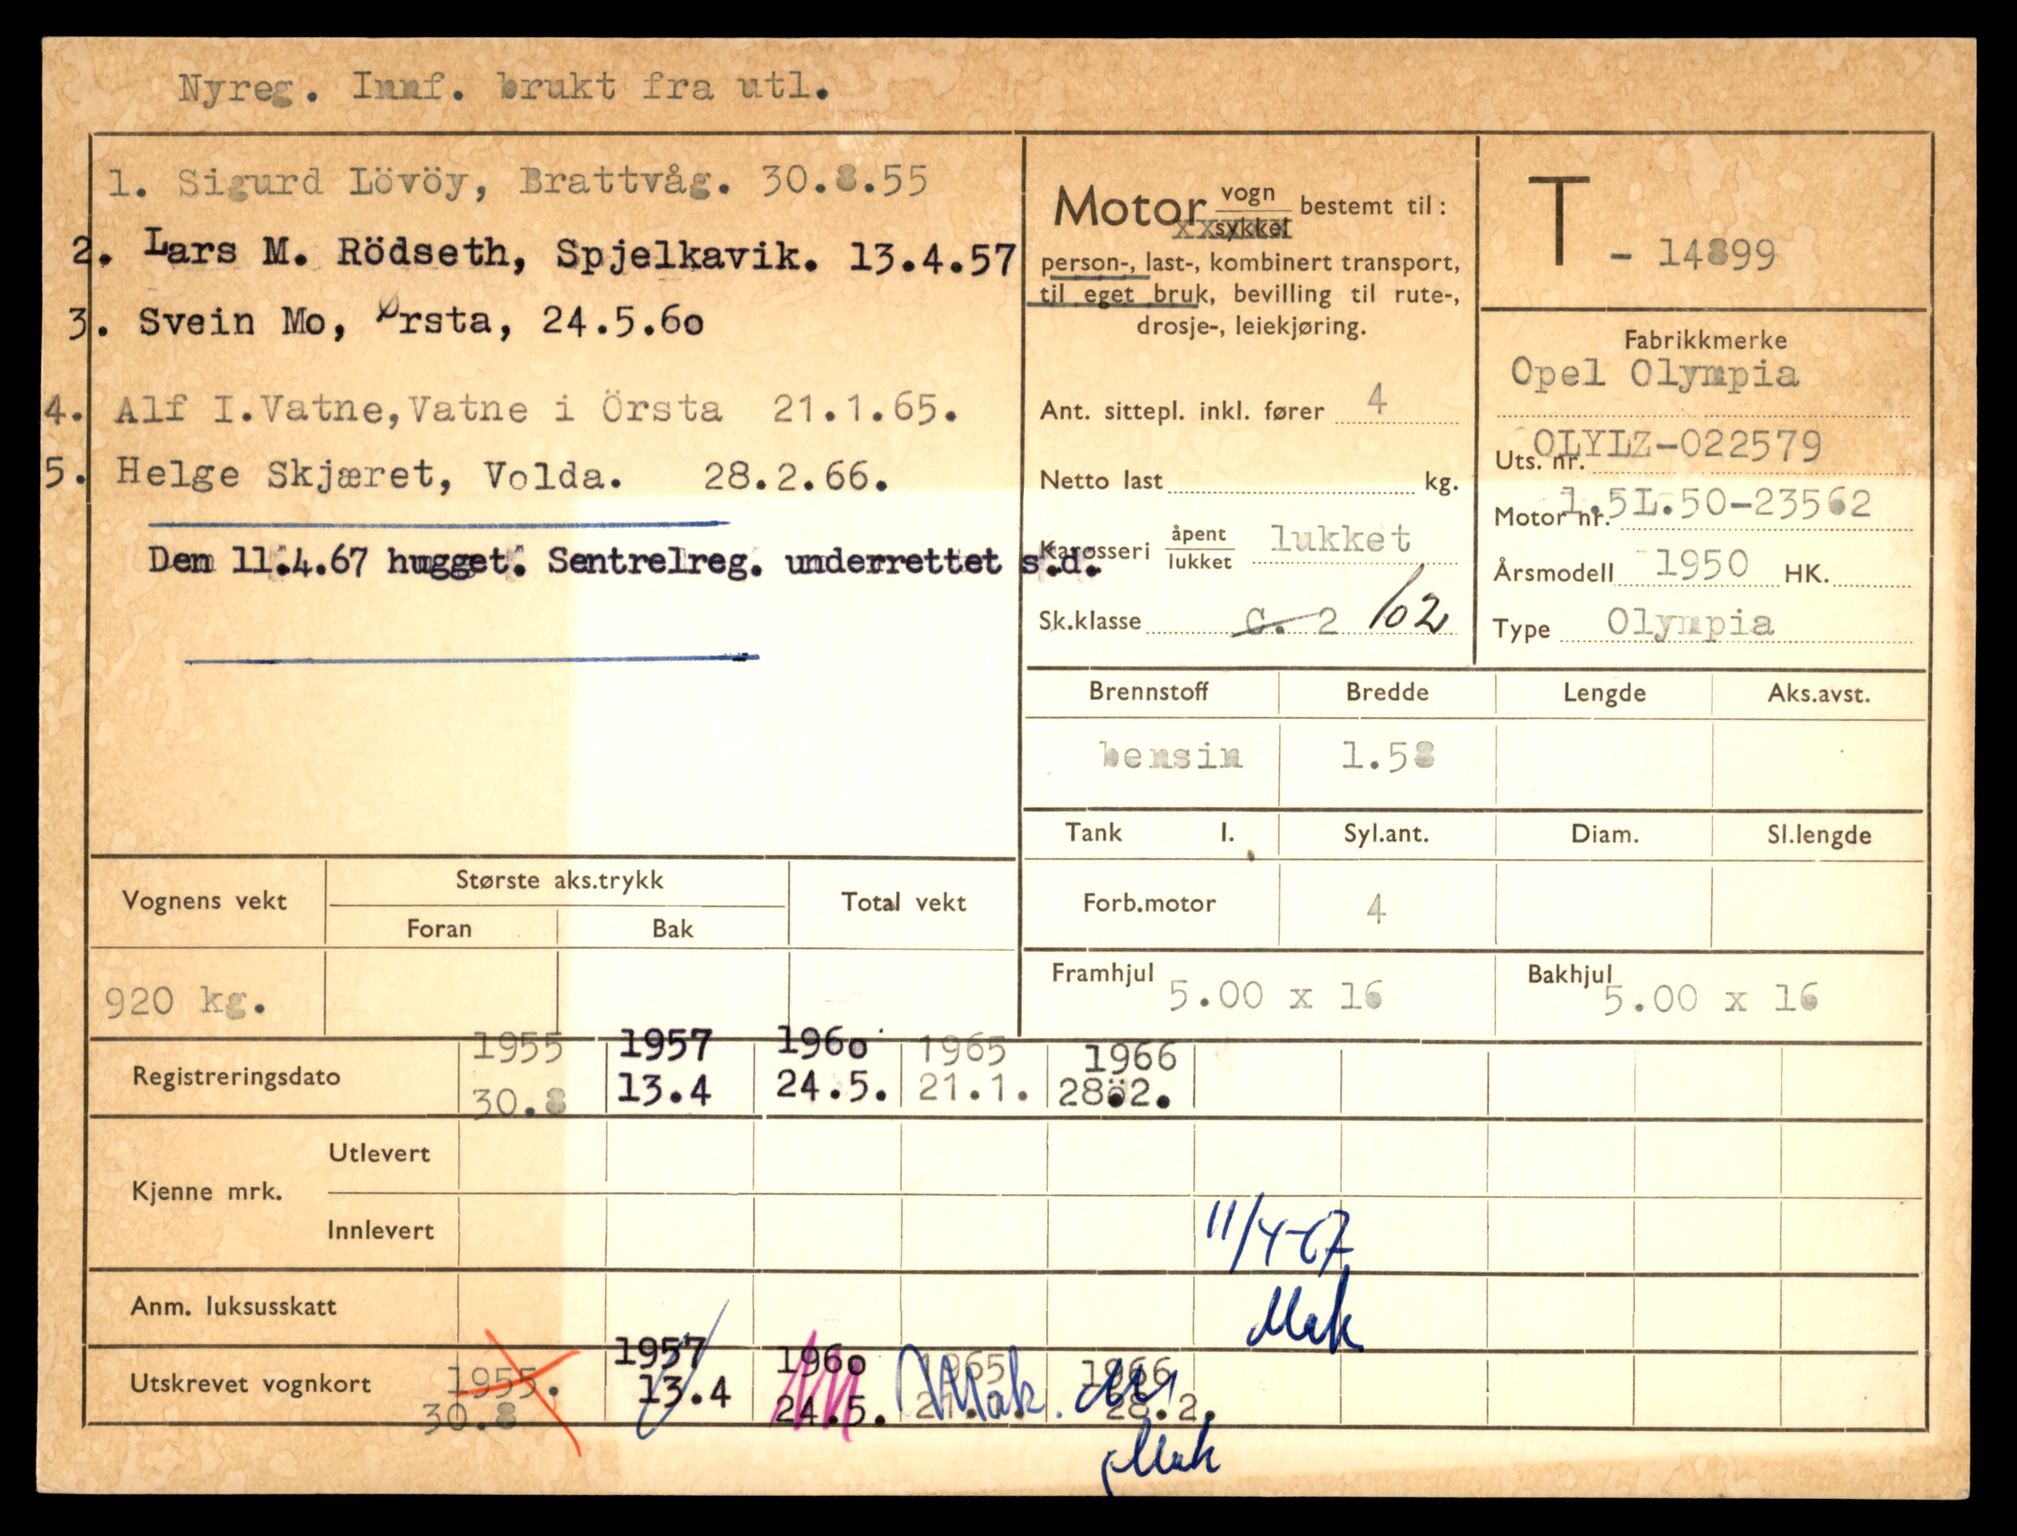 Nyreg. Innf. brukt fra utl.
1. Sigurd Lövöy, Brattvåg. 30.8.55
2. Lars M. Rödseth, Spjelkavik. 13.4.57
3. Svein Mo, Ørsta, 24.5.60
4. Alf I.Vatne,Vatne i Örsta 21.1.65.
5. Helge Skjæret, Volda. 28.2.66.
Den 11.4.67 hugget. Sentrelreg. underrettet s.d.
Motor vogn sykkel bestemt til:
person-, last-, kombinert transport,
til eget bruk, bevilling til rute-,
drosje-, leiekjøring.
Ant. sittepl. inkl. fører 4
Netto last kg.
Karosseri åpent lukket lukket
Sk.klasse C. 2 102
T - 14899
Fabrikkmerke
Opel Olympia
Uts. nr. OLYLZ-022579
Motor nr. 1.5L.50-23562
Årsmodell 1950 HK.
Type Olympia
Brennstoff Bredde Lengde Aks.avst.
bensin 1.58
Tank l. Syl.ant. Diam. Sl.lengde
Forb.motor 4
Framhjul 5.00 x 16 Bakhjul 5.00 x 16
Vognens vekt Største aks.trykk Total vekt
Foran Bak
920 kg.
1955 1957 1960 1965 1966
Registreringsdato
30.8 13.4 24.5. 21.1. 28.2.
Kjenne mrk. Utlevert
Innlevert 11/4-67
Anm. luksusskatt Mak
1957 1960 1965 1966
Utskrevet vognkort 1955.
30.8 13.4 24.5. 21.1. 28.2.
Mak.
Mak